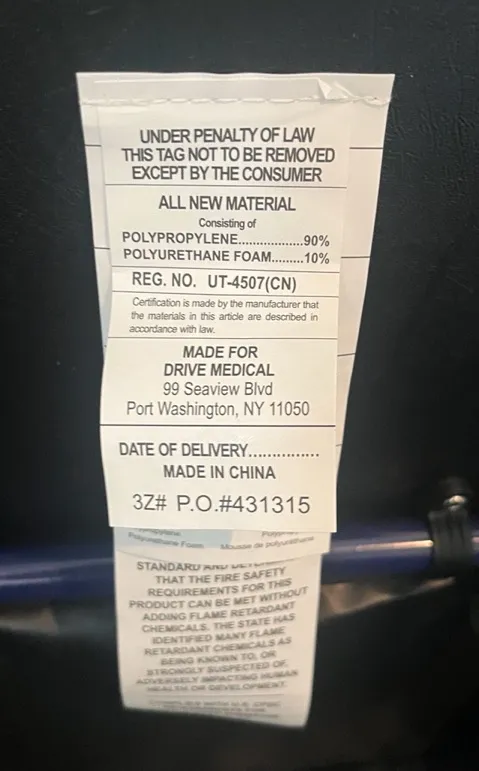 UNDER PENALTY OF LAW
THIS TAG NOT TO BE REMOVED
EXCEPT BY THE CONSUMER
ALL NEW MATERIAL
Consisting of
POLYPROPYLENE..................90%
POLYURETHANE FOAM.........10%
REG. NO. UT-4507(CN)
Certification is made by the manufacturer that
the materials in this article are described in
accordance with law.
MADE FOR
DRIVE MEDICAL
99 Seaview Blvd
Port Washington, NY 11050
DATE OF DELIVERY...............
MADE IN CHINA
3Z# P.O.#431315
Polyurethane Foam Mousse de polyuréthane
STANDARD AND
THAT THE FIRE SAFETY
REQUIREMENTS FOR THIS
PRODUCT CAN BE MET WITHOUT
ADDING FLAME RETARDANT
CHEMICALS. THE STATE HAS
IDENTIFIED MANY FLAME
RETARDANT CHEMICALS AS
BEING KNOWN TO, OR
STRONGLY SUSPECTED OF,
ADVERSELY IMPACTING HUMAN
HEALTH OR DEVELOPMENT.